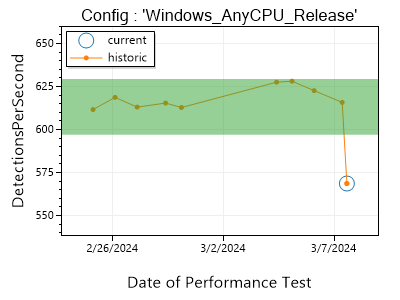 Config : 'Windows_AnyCPU_Release'
current
historic
DetectionsPerSecond
650
625
600
575
550
2/26/2024
3/2/2024
3/7/2024
Date of Performance Test